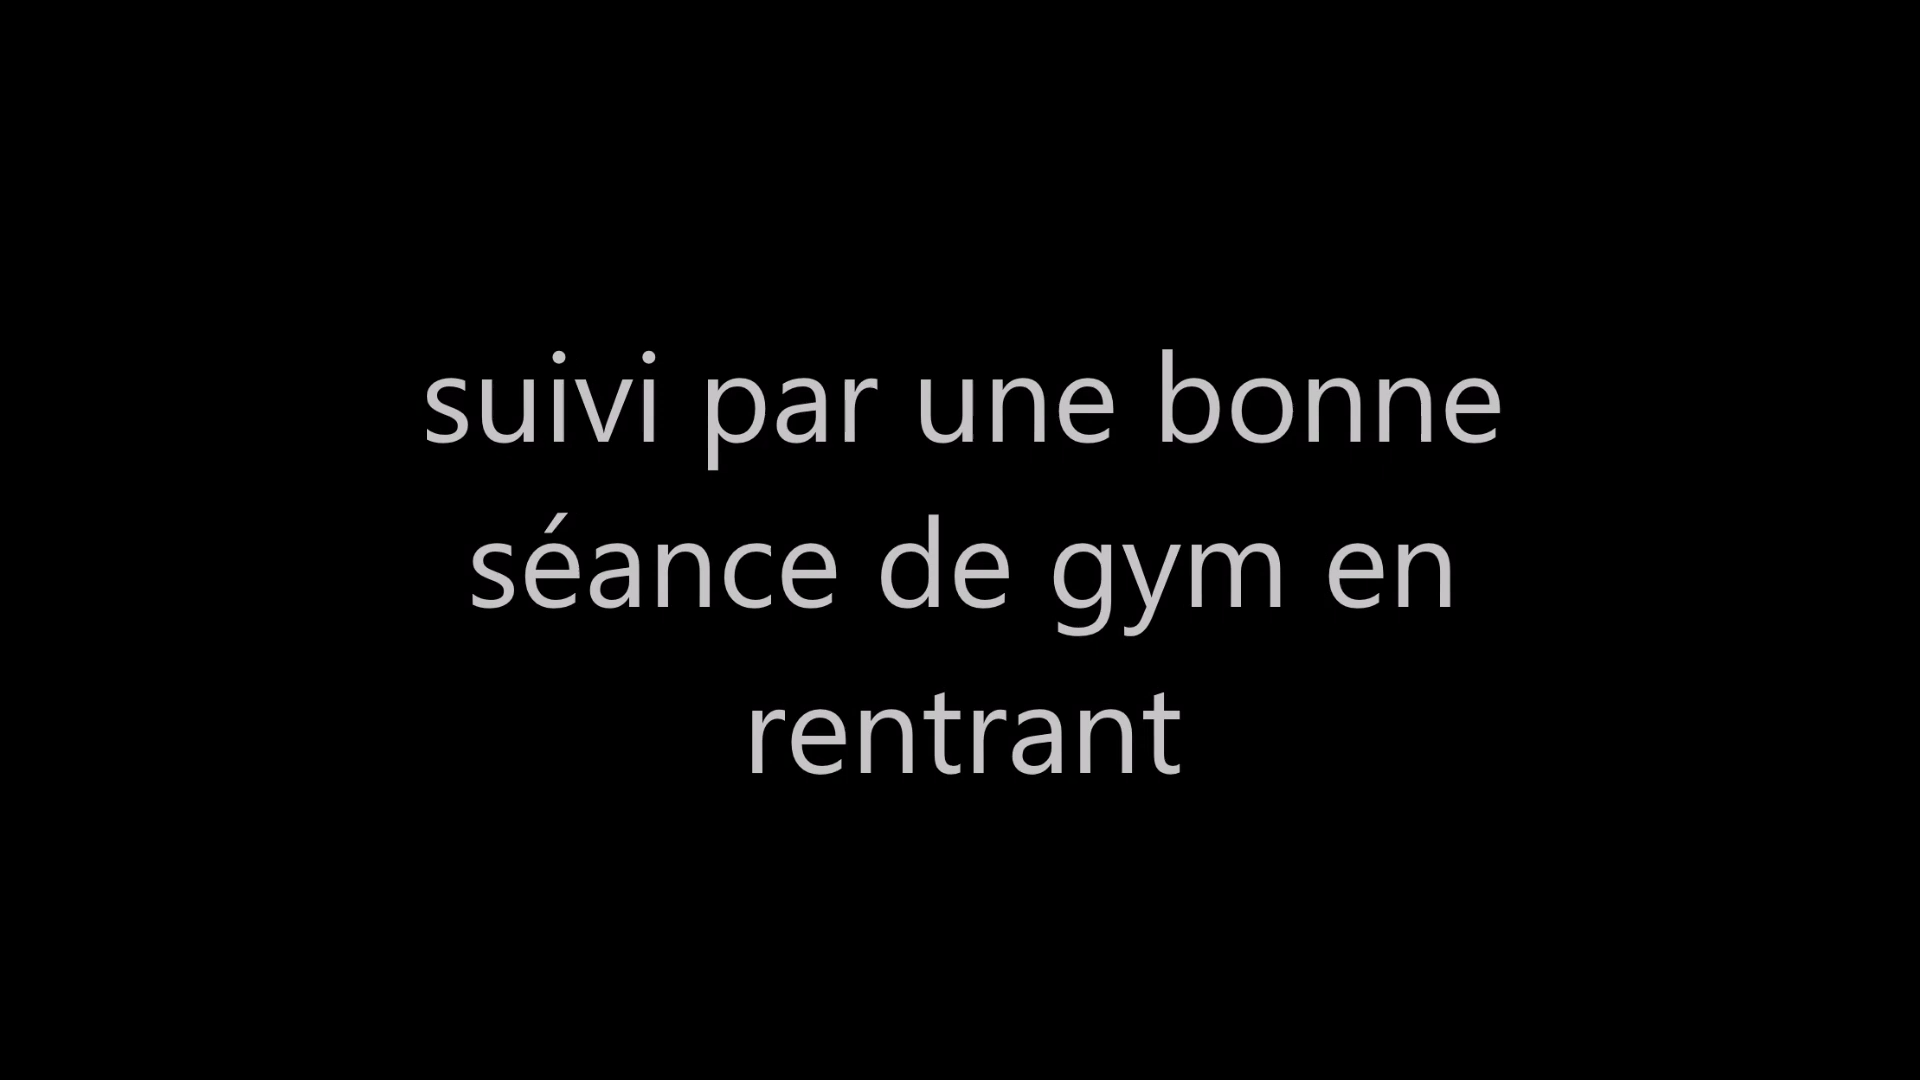 suivi par une bonne
séance de gym en
rentrant